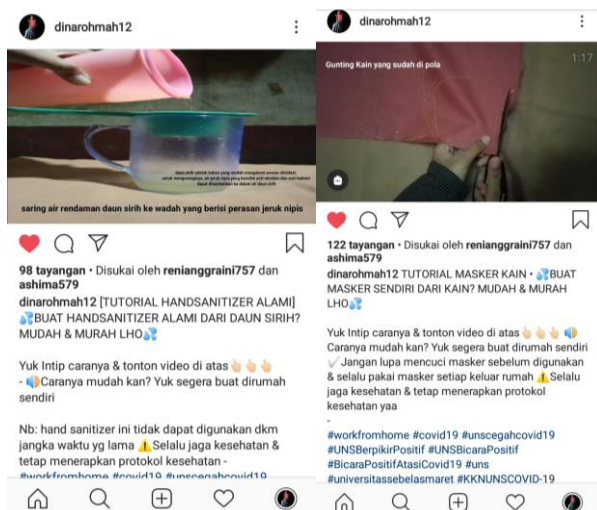 dinarohmah12
saring air rendaman daun sirih ke wadah yang berisi perasan jeruk nipis
98 tayangan • Disukai oleh renianggraini757 dan
ashima579
dinarohmah12 [TUTORIAL HANDSANITIZER ALAMI]
💦BUAT HANDSANITIZER ALAMI DARI DAUN SIRIH?
MUDAH & MURAH LHO💦
Yuk Intip caranya & tonton video di atas👆🏻👆🏻👆🏻
- 🔊Caranya mudah kan? Yuk segera buat dirumah
sendiri
Nb: hand sanitizer ini tidak dapat digunakan dkm
jangka waktu yg lama ⚠️Selalu jaga kesehatan &
tetap menerapkan protokol kesehatan -
#workfromhome #covid19 #unscegahcovid19
dinarohmah12
Gunting Kain yang sudah di pola
1:17
122 tayangan • Disukai oleh renianggraini757 dan
ashima579
dinarohmah12 TUTORIAL MASKER KAIN • 💦BUAT
MASKER SENDIRI DARI KAIN? MUDAH & MURAH
LHO💦
Yuk Intip caranya & tonton video di atas👆🏻👆🏻👆🏻 🔊
Caranya mudah kan? Yuk segera buat dirumah sendiri
✔️Jangan lupa mencuci masker sebelum digunakan
& selalu pakai masker setiap keluar rumah ⚠️Selalu
jaga kesehatan & tetap menerapkan protokol
kesehatan yaa
-
#workfromhome #covid19 #unscegahcovid19
#UNSBerpikirPositif #UNSBicaraPositif
#BicaraPositifAtasiCovid19 #uns
#universitassebelasmaret #KKNUNSCOVID-19